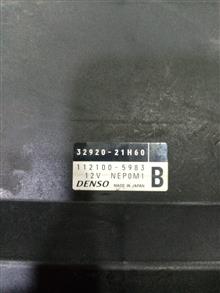 32920-21H60
112100-5983
12V NEP0M1
DENSO MADE IN JAPAN B